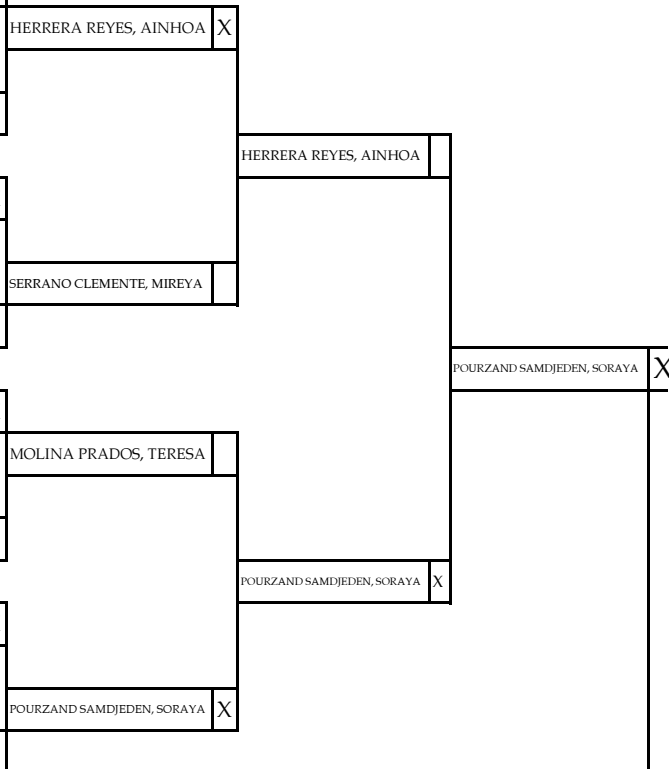 HERRERA REYES, AINHOA X
HERRERA REYES, AINHOA
SERRANO CLEMENTE, MIREYA
POURZAND SAMDJEDEN, SORAYA X
MOLINA PRADOS, TERESA
POURZAND SAMDJEDEN, SORAYA X
POURZAND SAMDJEDEN, SORAYA X